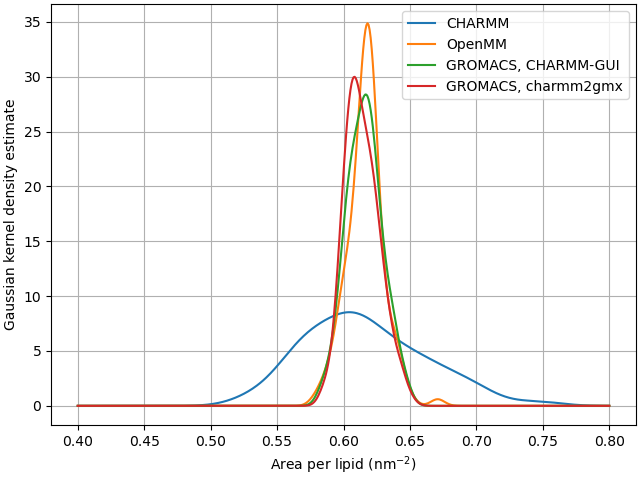 CHARMM
OpenMM
GROMACS, CHARMM-GUI
GROMACS, charmm2gmx
Gaussian kernel density estimate
35
30
25
20
15
10
5
0
0.40 0.45 0.50 0.55 0.60 0.65 0.70 0.75 0.80
Area per lipid (nm⁻²)